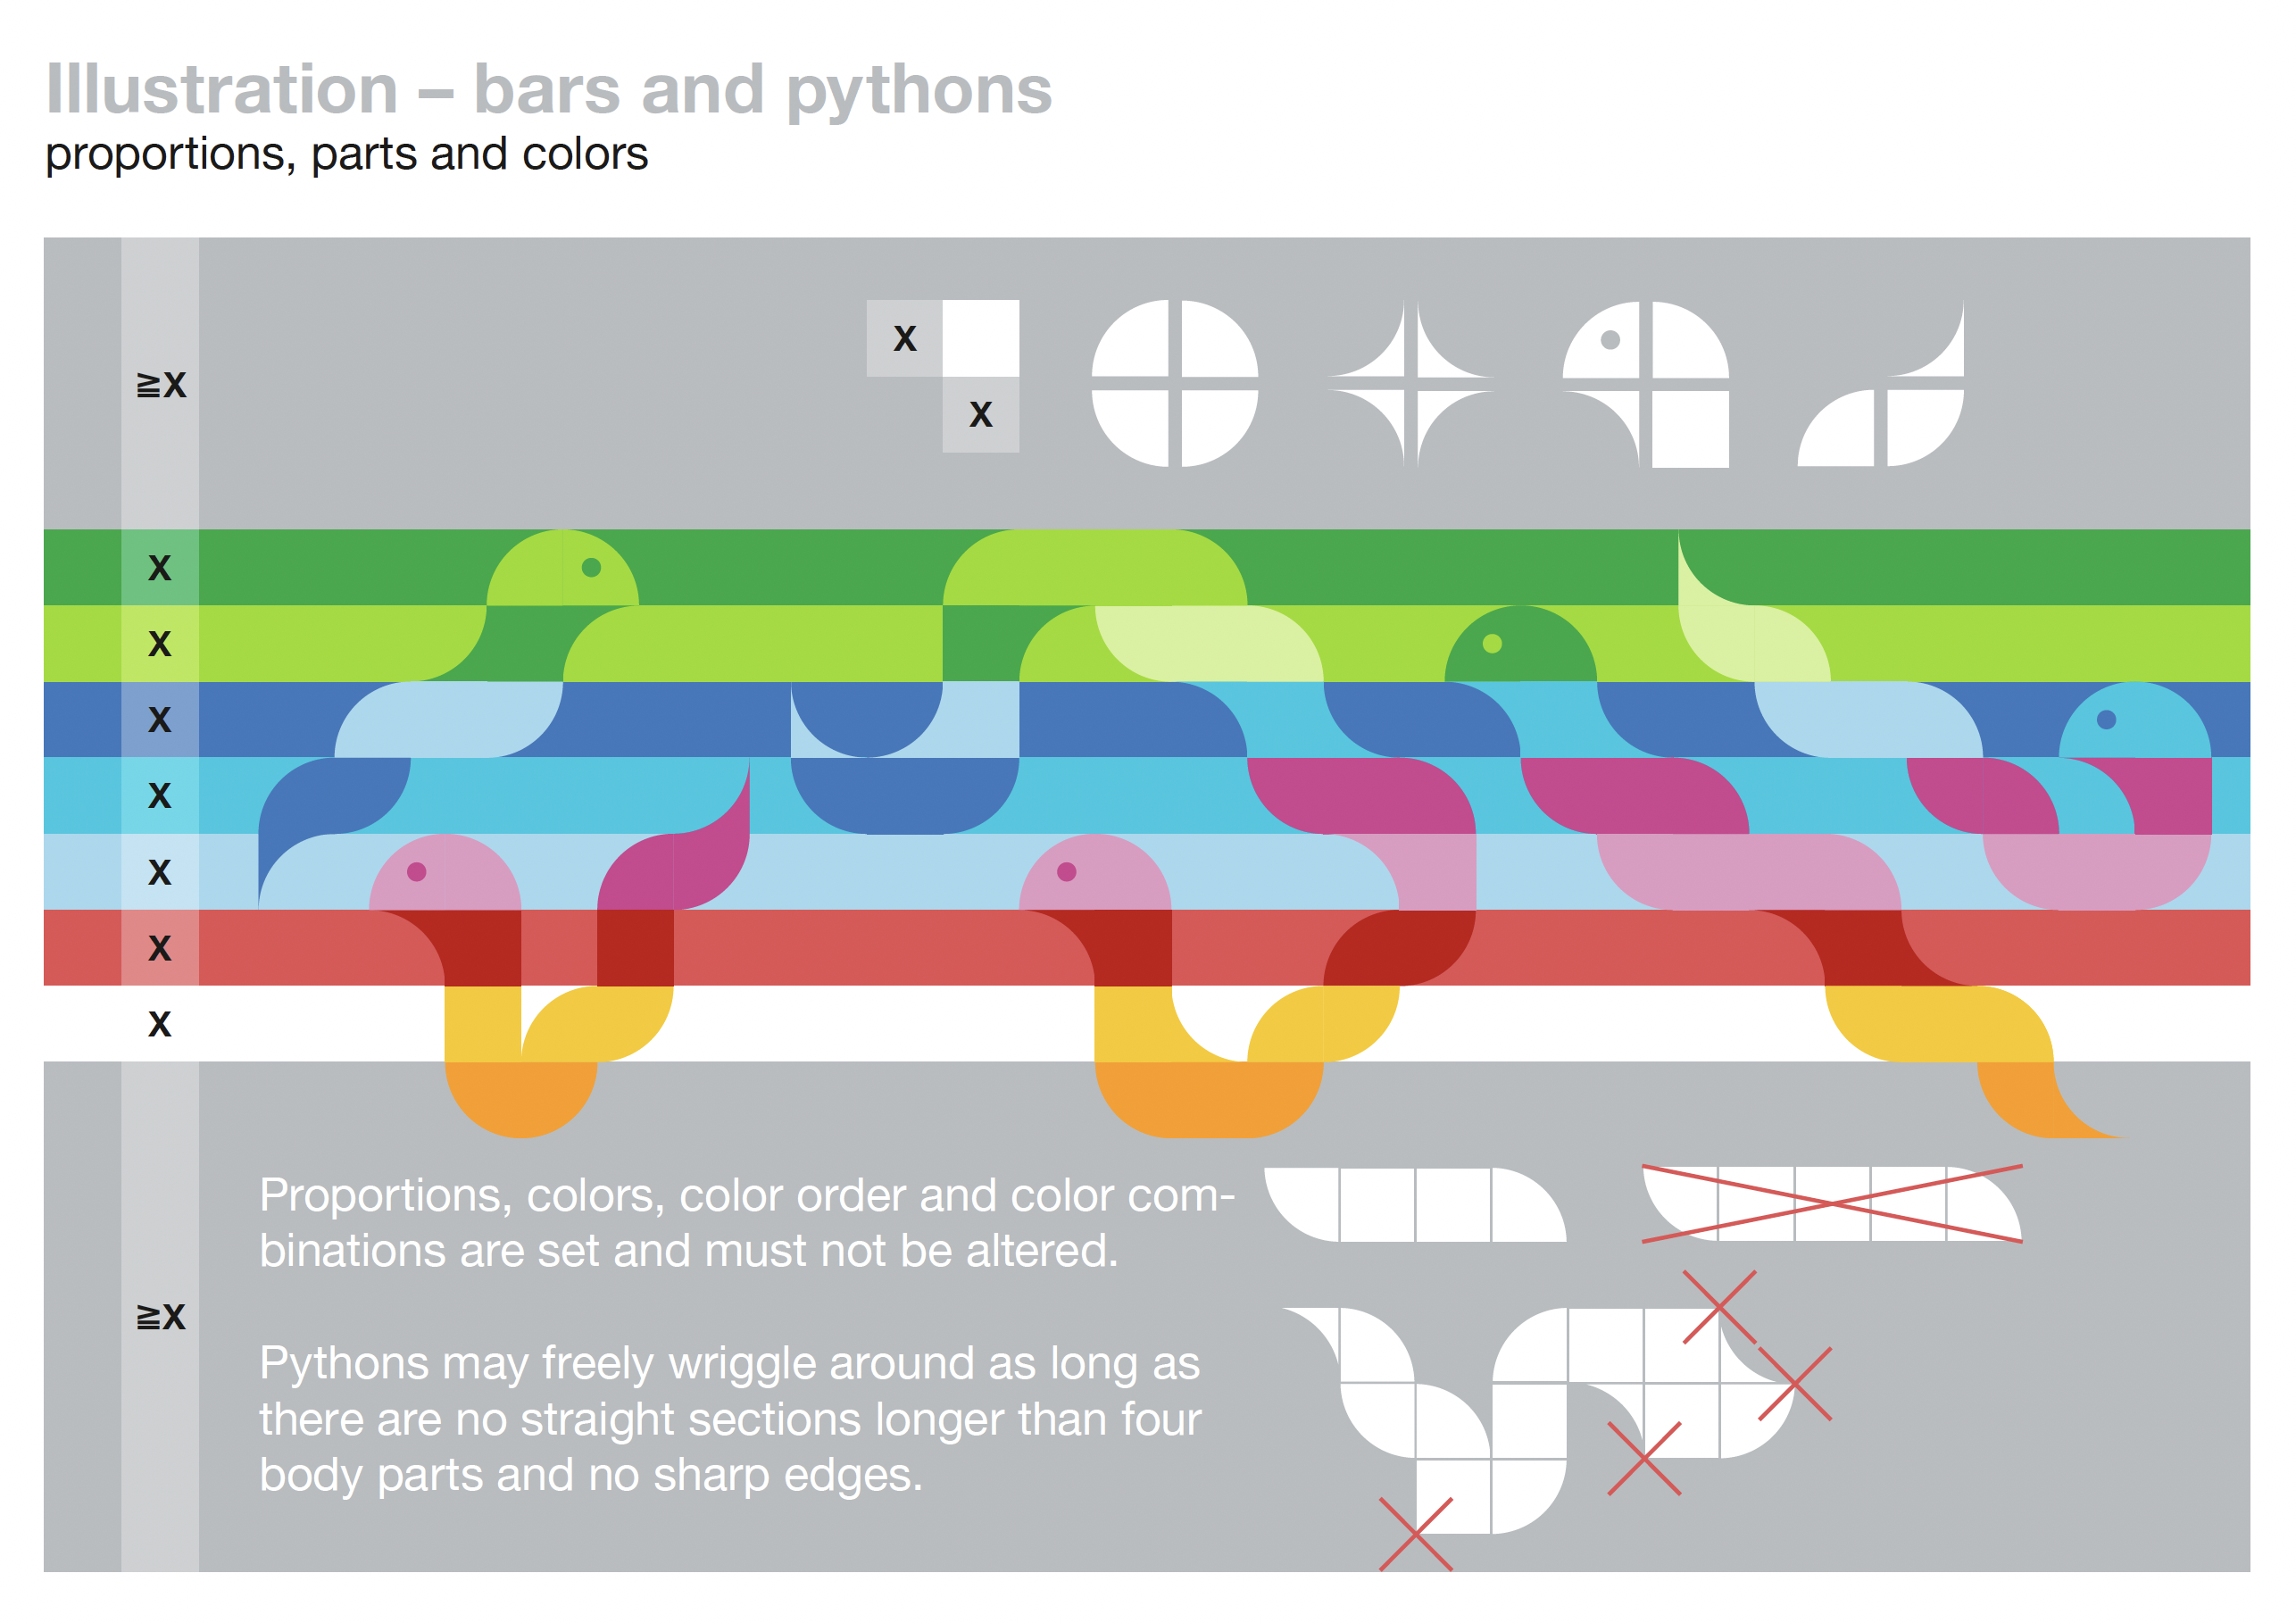 Illustration – bars and pythons
proportions, parts and colors
X
≧X
X
X
X
X
X
X
X
X
Proportions, colors, color order and color com-
binations are set and must not be altered.
≧X
Pythons may freely wriggle around as long as
there are no straight sections longer than four
body parts and no sharp edges.